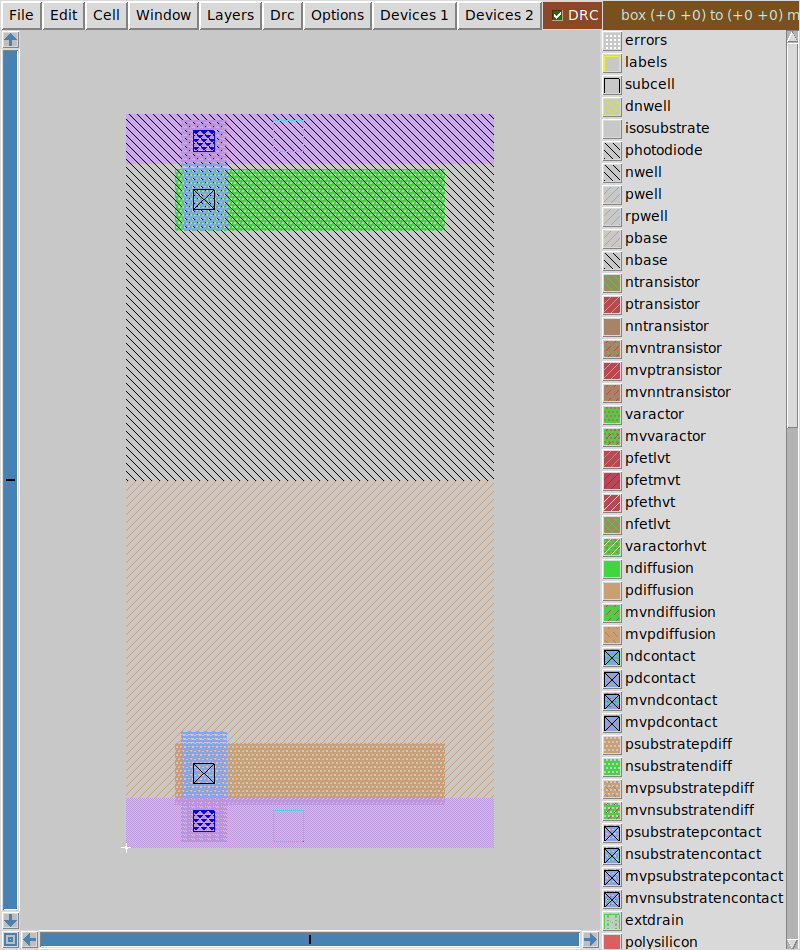 File Edit Cell Window Layers Drc Options Devices 1 Devices 2 DRC box (+0 +0) to (+0 +0) m
errors
labels
subcell
dnwell
isosubstrate
photodiode
nwell
pwell
rpwell
pbase
nbase
ntransistor
ptransistor
nntransistor
mvntransistor
mvptransistor
mvnntransistor
varactor
mvvaractor
pfetlvt
pfetmvt
pfethvt
nfetlvt
varactorhvt
ndiffusion
pdiffusion
mvndiffusion
mvpdiffusion
ndcontact
pdcontact
mvndcontact
mvpdcontact
psubstratepdiff
nsubstratendiff
mvpsubstratepdiff
mvnsubstratendiff
psubstratepcontact
nsubstratencontact
mvpsubstratepcontact
mvnsubstratencontact
extdrain
polysilicon